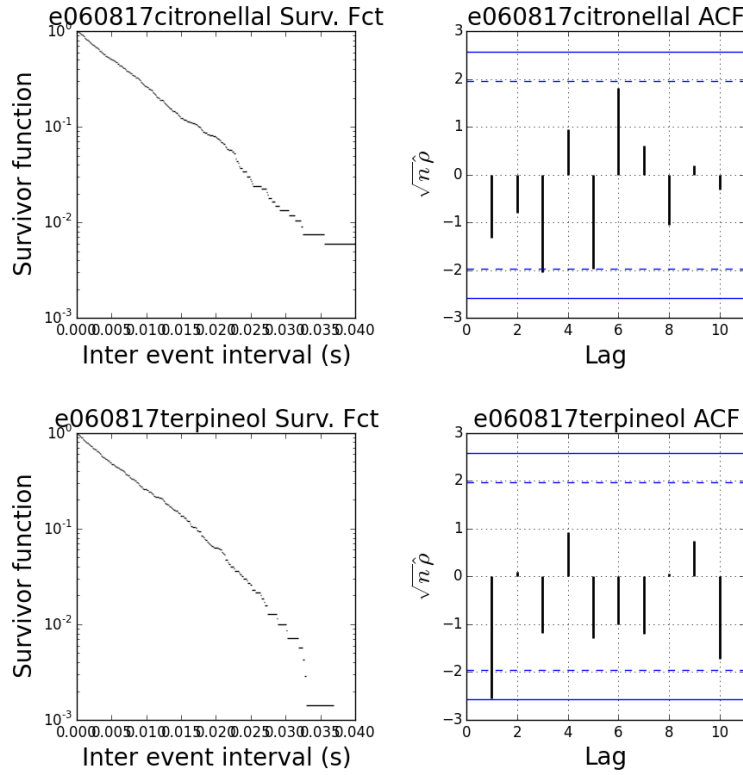 e060817citronellal Surv. Fct
10⁰
10⁻¹
10⁻²
10⁻³
Survivor function
0.000 0.005 0.010 0.015 0.020 0.025 0.030 0.035 0.040
Inter event interval (s)
e060817citronellal ACF
3
2
1
0
−1
−2
−3
√n ρ̂
0 2 4 6 8 10
Lag
e060817terpineol Surv. Fct
10⁰
10⁻¹
10⁻²
10⁻³
Survivor function
0.000 0.005 0.010 0.015 0.020 0.025 0.030 0.035 0.040
Inter event interval (s)
e060817terpineol ACF
3
2
1
0
−1
−2
−3
√n ρ̂
0 2 4 6 8 10
Lag